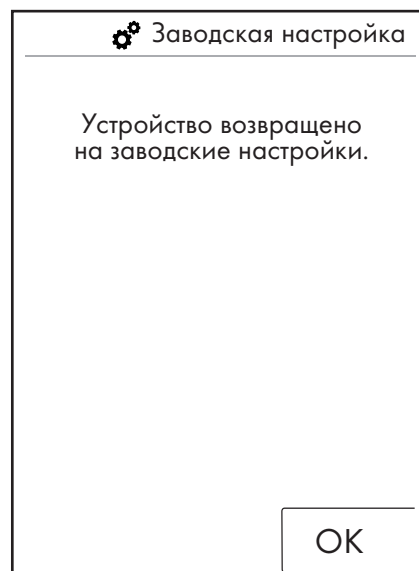 Заводская настройка
Устройство возвращено
на заводские настройки.
OK